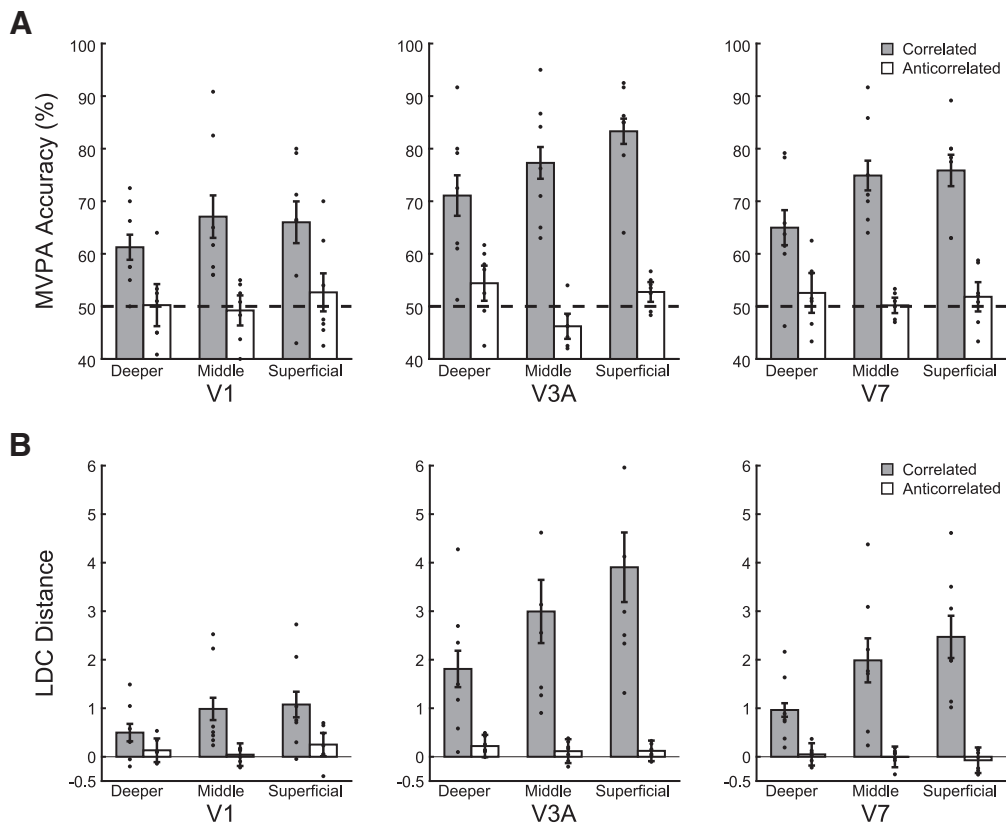 A
MVPA Accuracy (%)
100
90
80
70
60
50
40
Deeper Middle Superficial
V1
100
90
80
70
60
50
40
Deeper Middle Superficial
V3A
100
90
80
70
60
50
40
Correlated
Anticorrelated
Deeper Middle Superficial
V7
B
LDC Distance
6
5
4
3
2
1
0
-0.5
Deeper Middle Superficial
V1
6
5
4
3
2
1
0
-0.5
Deeper Middle Superficial
V3A
6
5
4
3
2
1
0
-0.5
Correlated
Anticorrelated
Deeper Middle Superficial
V7